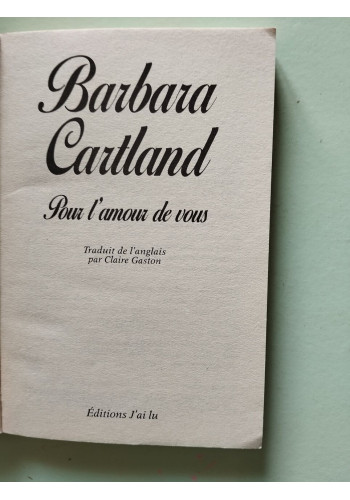 Barbara
Cartland
Pour l'amour de vous
Traduit de l'anglais
par Claire Gaston
Éditions J'ai lu